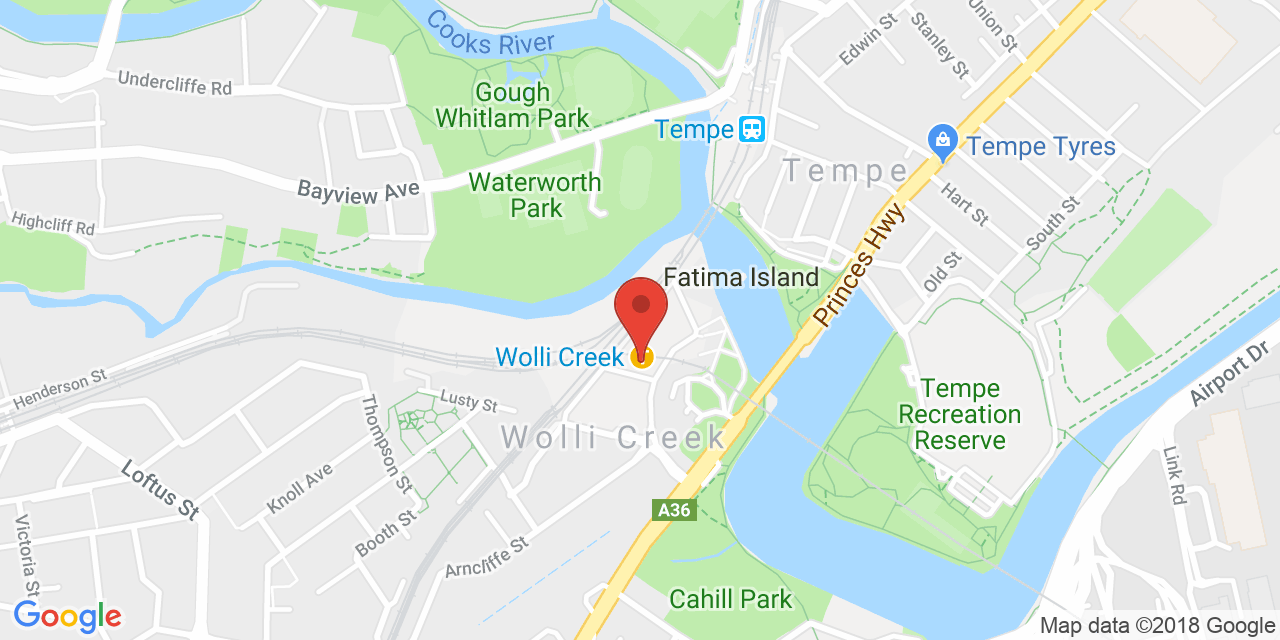 Cooks River
Edwin St
Stanley St
Union St
Undercliffe Rd
Gough
Whitlam Park
Tempe
Tempe Tyres
Tempe
Bayview Ave
Waterworth
Park
Hart St
South St
Highcliff Rd
Princes Hwy
Old St
Fatima Island
Wolli Creek
Airport Dr
Henderson St
Lusty St
Tempe
Recreation
Reserve
Thompson St
Wolli Creek
Loftus St
Knoll Ave
Link Rd
A36
Booth St
Victoria St
Arncliffe St
Cahill Park
Google
Map data ©2018 Google